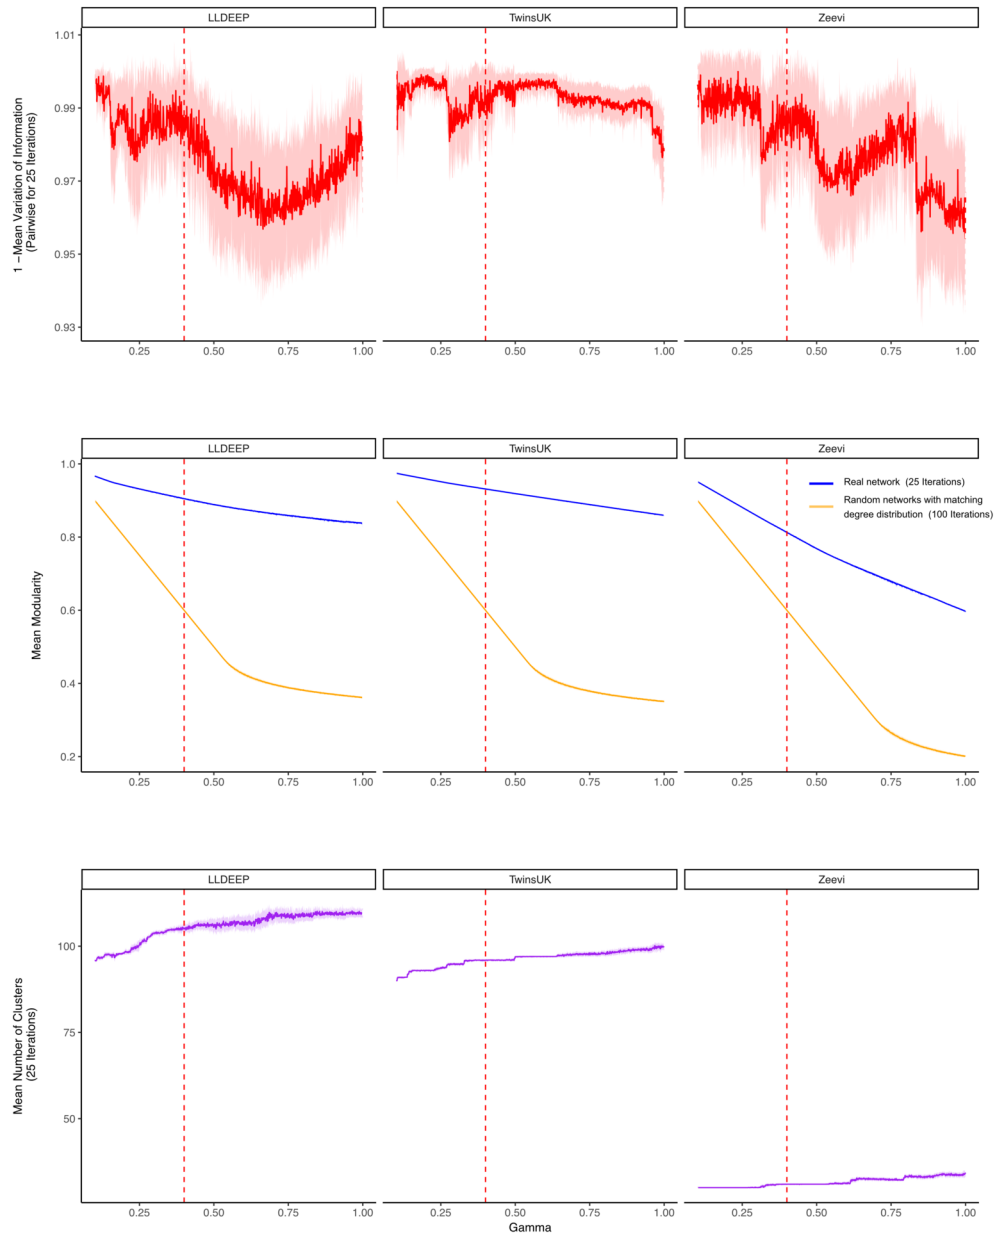 LLDEEP
TwinsUK
Zeevi
1.01
0.99
0.97
0.95
0.93
1 −Mean Variation of Information
(Pairwise for 25 Iterations)
0.25 0.50 0.75 1.00
0.25 0.50 0.75 1.00
0.25 0.50 0.75 1.00
LLDEEP
TwinsUK
Zeevi
1.0
0.8
0.6
0.4
0.2
Mean Modularity
Real network (25 Iterations)
Random networks with matching
degree distribution (100 Iterations)
0.25 0.50 0.75 1.00
0.25 0.50 0.75 1.00
0.25 0.50 0.75 1.00
LLDEEP
TwinsUK
Zeevi
100
75
50
Mean Number of Clusters
(25 Iterations)
0.25 0.50 0.75 1.00
0.25 0.50 0.75 1.00
0.25 0.50 0.75 1.00
Gamma